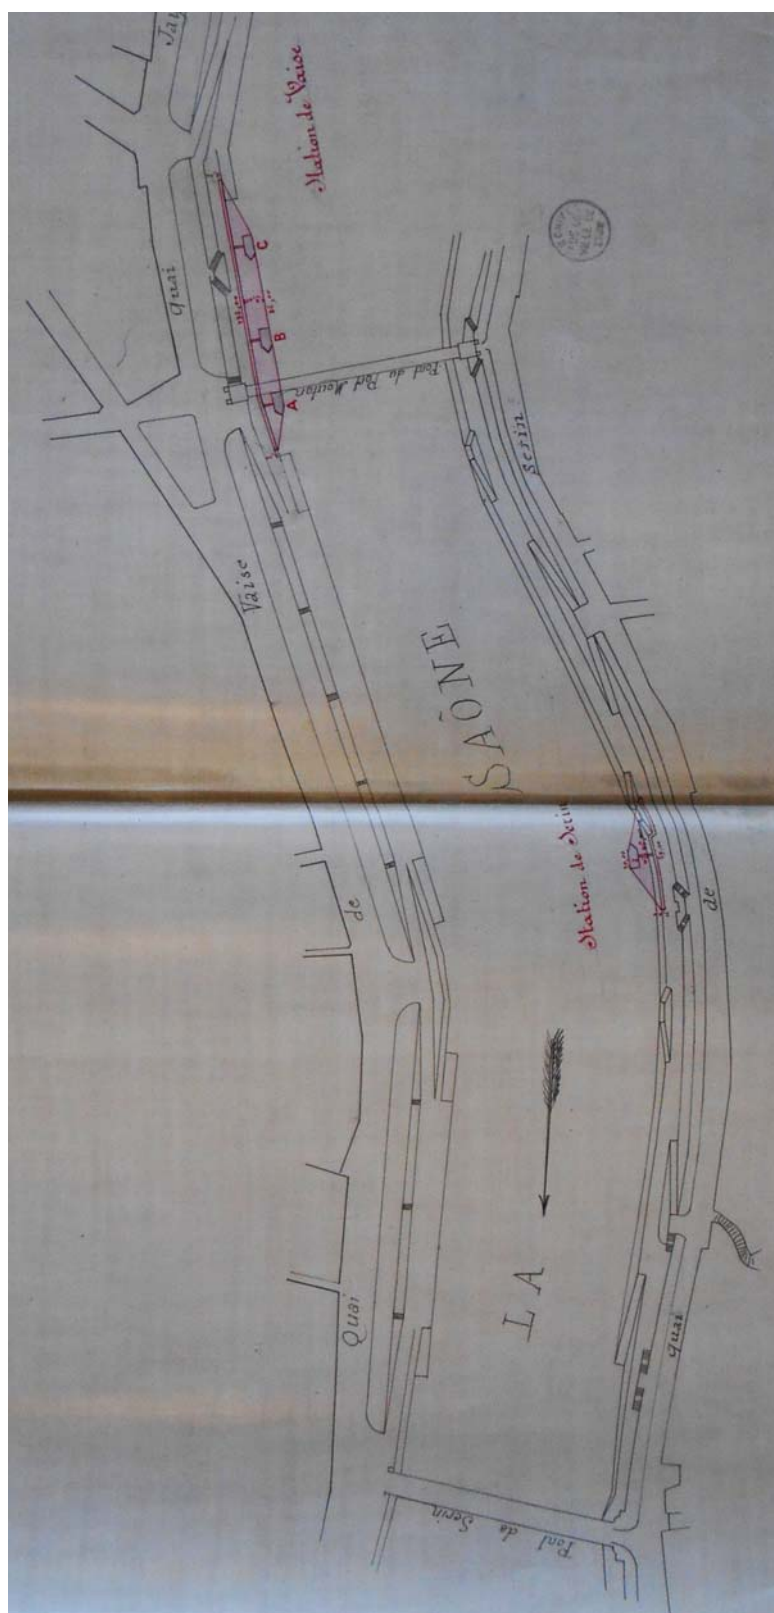 Station de Vaise
Quai
C
B
A
Pont du Port Mouton
Serin
Vaise
SAÔNE
Station de Serin
de
de
LA
Quai
Quai
Pont de Serin